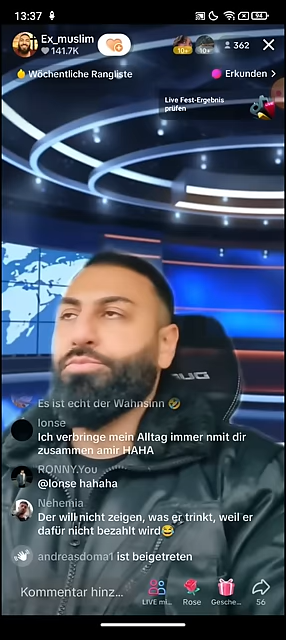 13:37
94
Ex_muslim
141.7K
10+
10+
362
Wöchentliche Rangliste
Erkunden >
Live Fest-Ergebnis
prüfen
Es ist echt der Wahnsinn 🤣
lonse
Ich verbringe mein Alltag immer nmit dir
zusammen amir HAHA
RONNY.You
@lonse hahaha
Nehemia
Der will nicht zeigen, was er trinkt, weil er
dafür nicht bezahlt wird😂
andreasdoma1 ist beigetreten
Kommentar hinz...
LIVE mi...
Rose
Gesche...
56